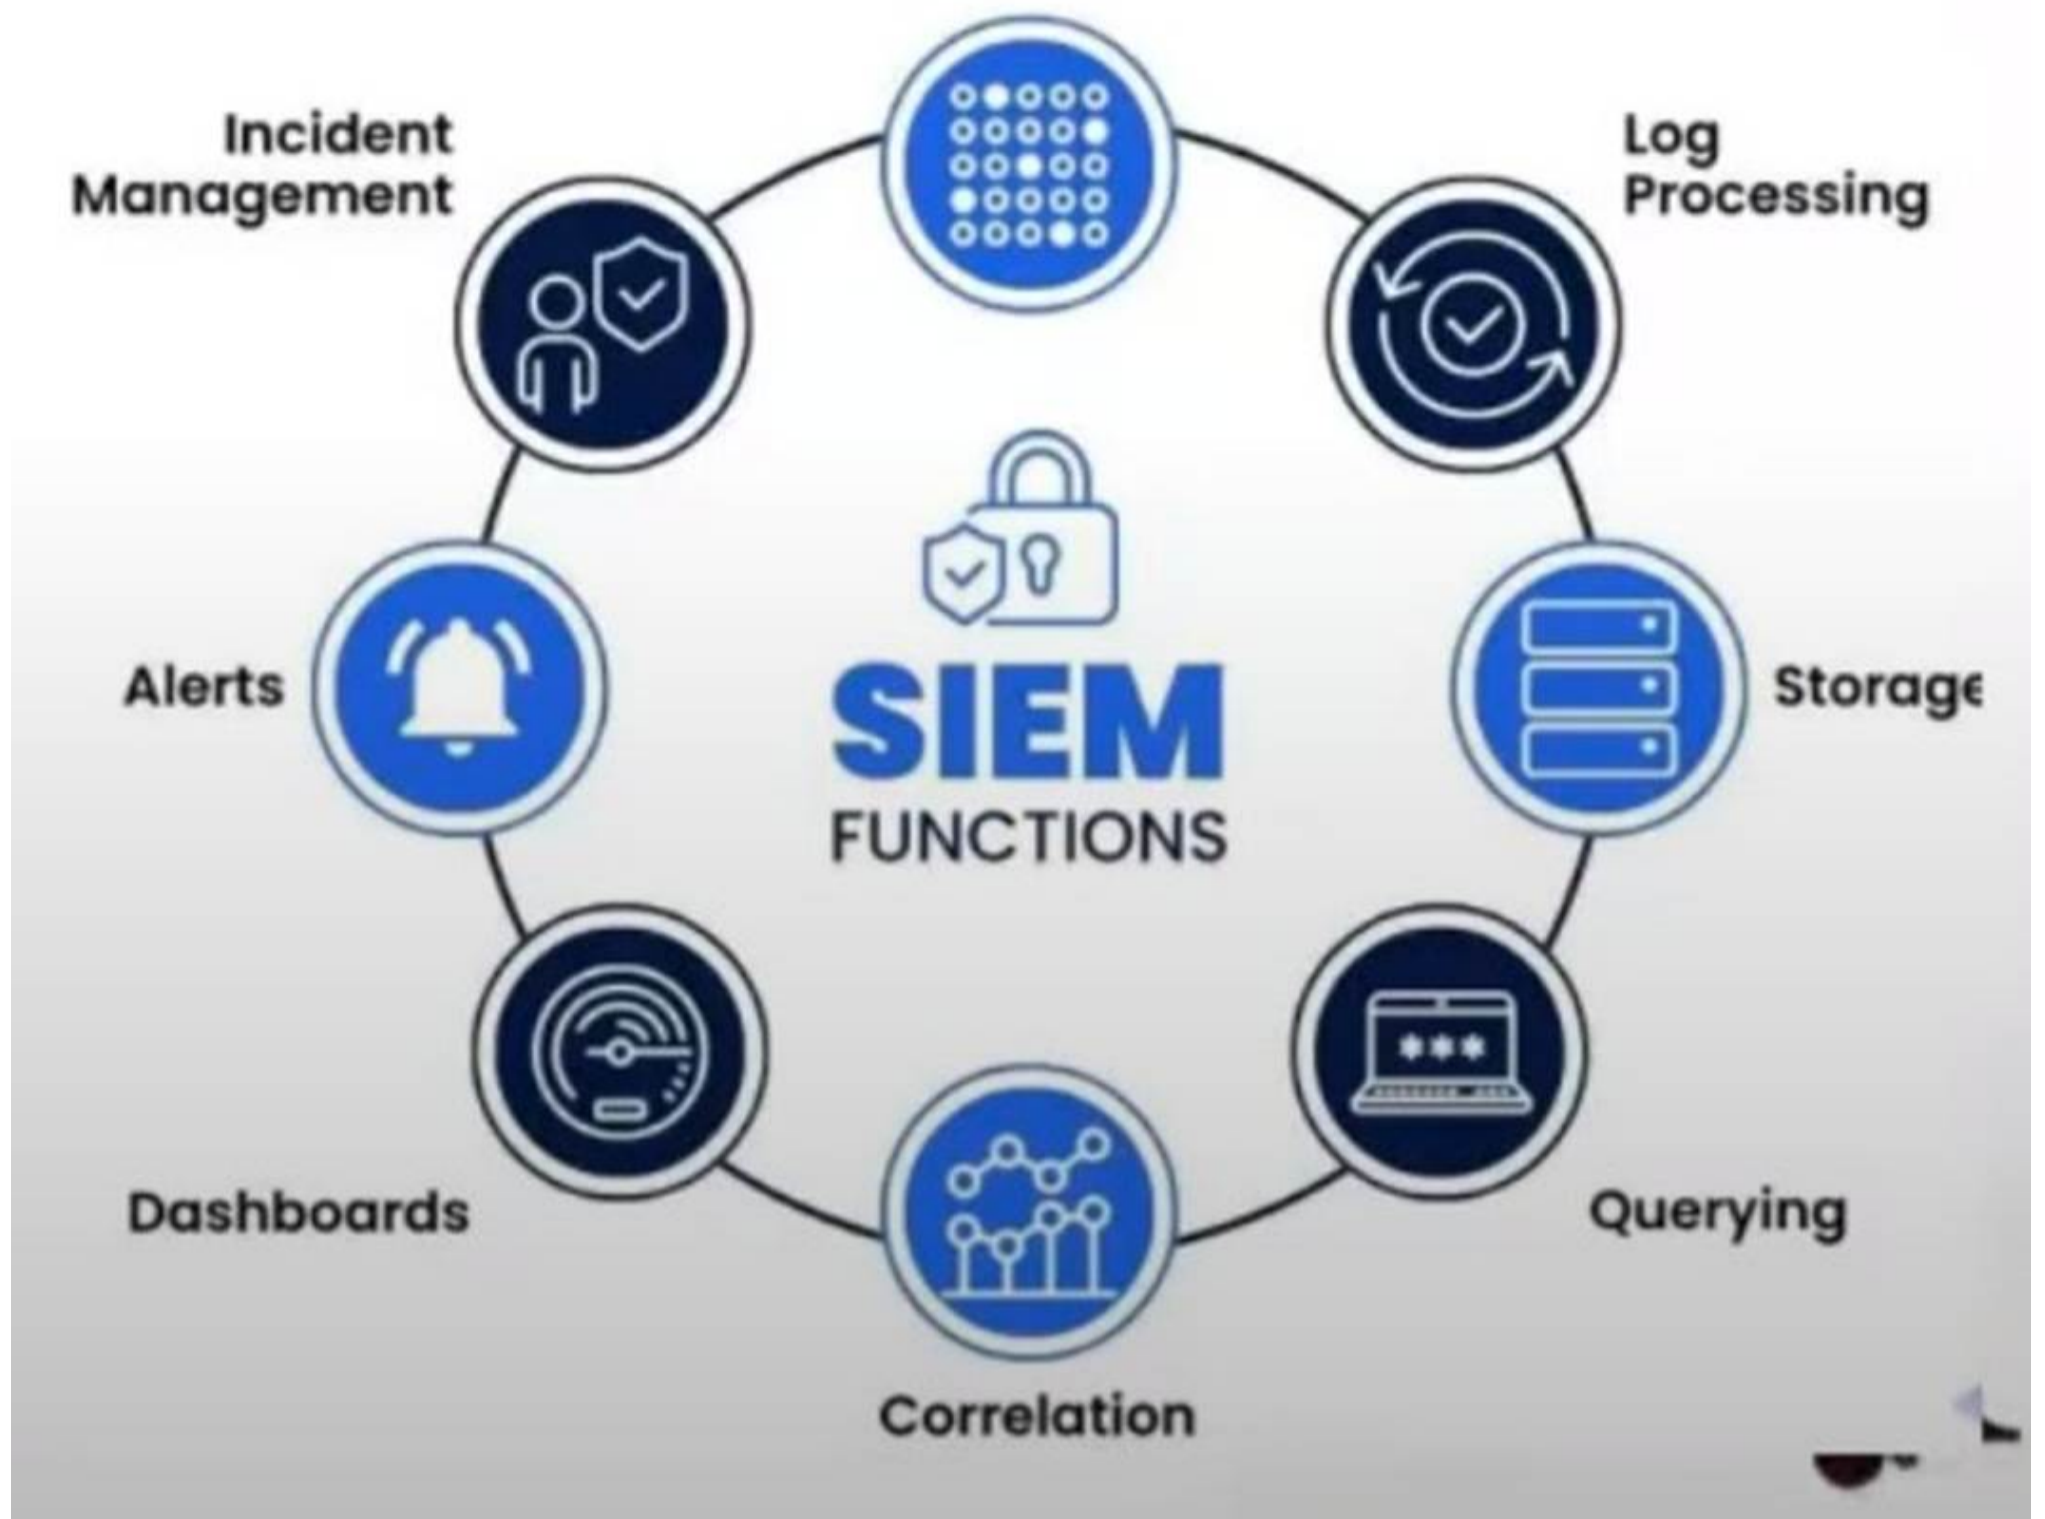 Incident
Management
Log
Processing
SIEM
FUNCTIONS
Alerts
Storage
Dashboards
Querying
Correlation